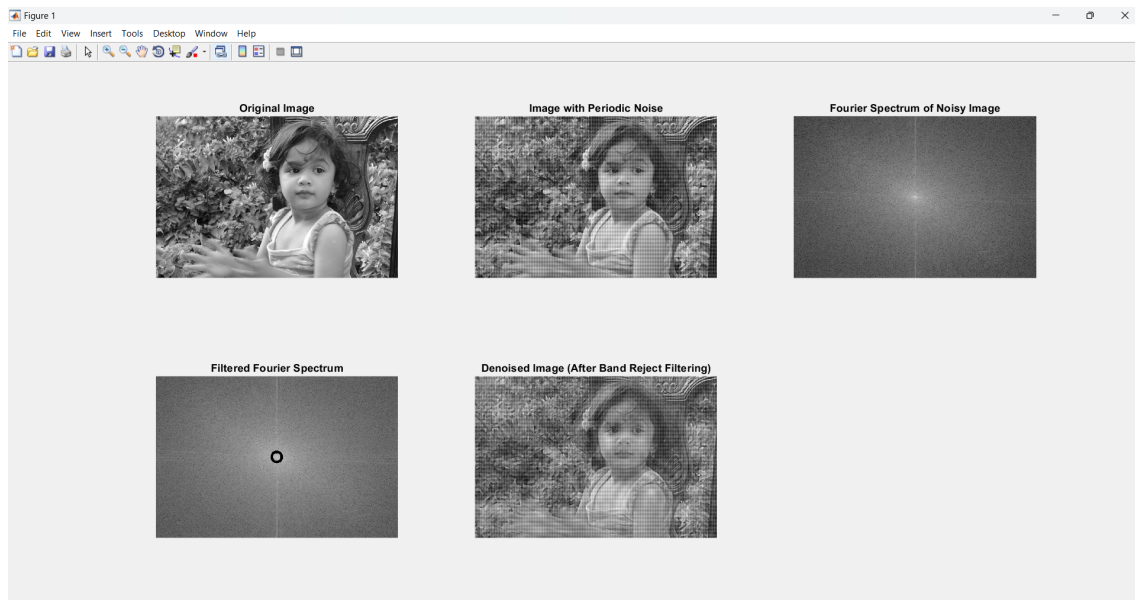 Figure 1
File Edit View Insert Tools Desktop Window Help
Original Image
Image with Periodic Noise
Fourier Spectrum of Noisy Image
Filtered Fourier Spectrum
Denoised Image (After Band Reject Filtering)